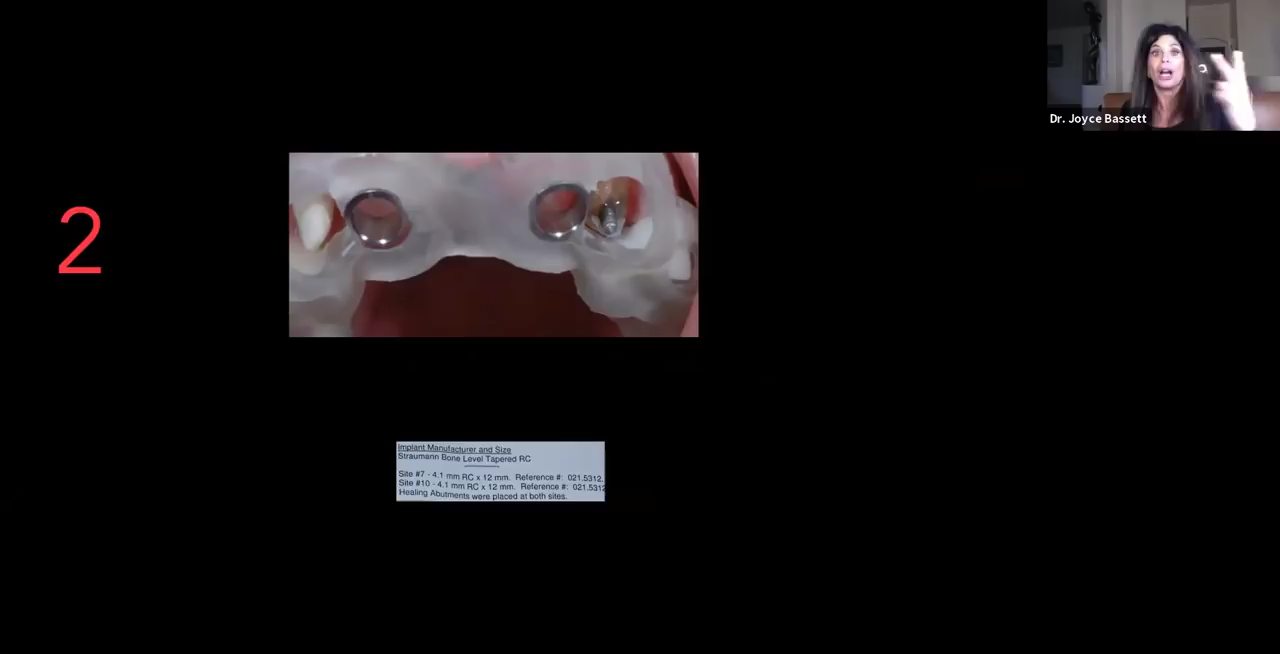 Dr. Joyce Bassett
2
Implant Manufacturer and Size
Straumann Bone Level Tapered RC
Site #7 - 4.1 mm RC x 12 mm. Reference #: 021.5312.
Site #10 - 4.1 mm RC x 12 mm. Reference #: 021.5312
Healing Abutments were placed at both sites.